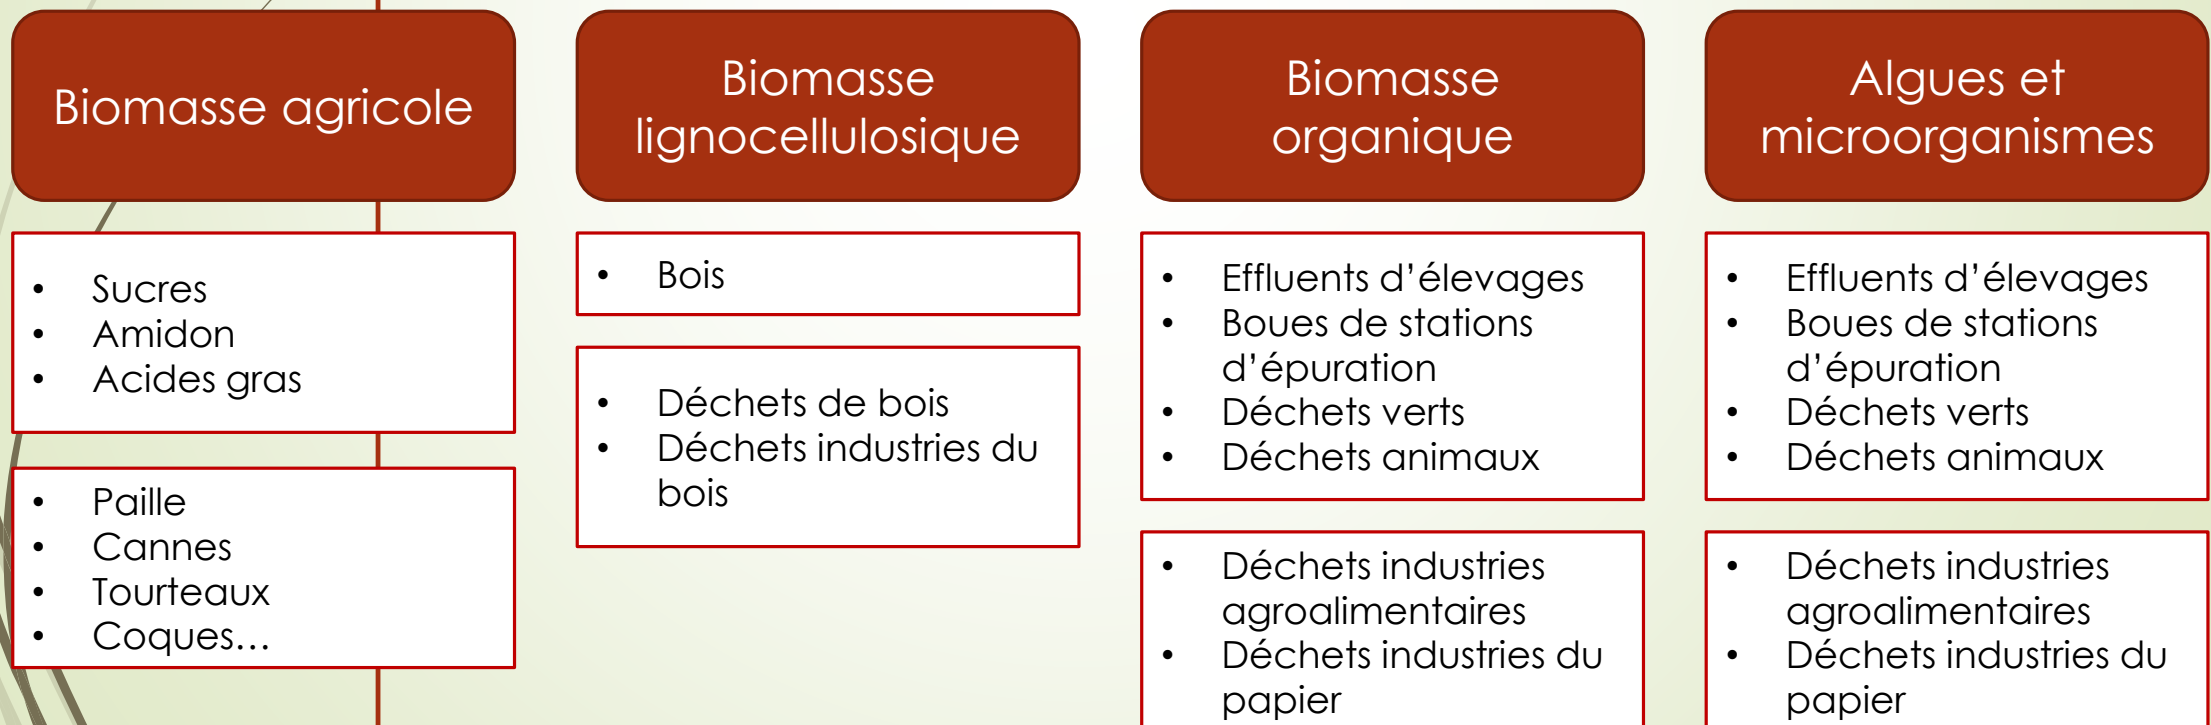 Biomasse agricole
• Sucres
• Amidon
• Acides gras
• Paille
• Cannes
• Tourteaux
• Coques…
Biomasse
lignocellulosique
• Bois
• Déchets de bois
• Déchets industries du
bois
Biomasse
organique
• Effluents d’élevages
• Boues de stations
d’épuration
• Déchets verts
• Déchets animaux
• Déchets industries
agroalimentaires
• Déchets industries du
papier
Algues et
microorganismes
• Effluents d’élevages
• Boues de stations
d’épuration
• Déchets verts
• Déchets animaux
• Déchets industries
agroalimentaires
• Déchets industries du
papier